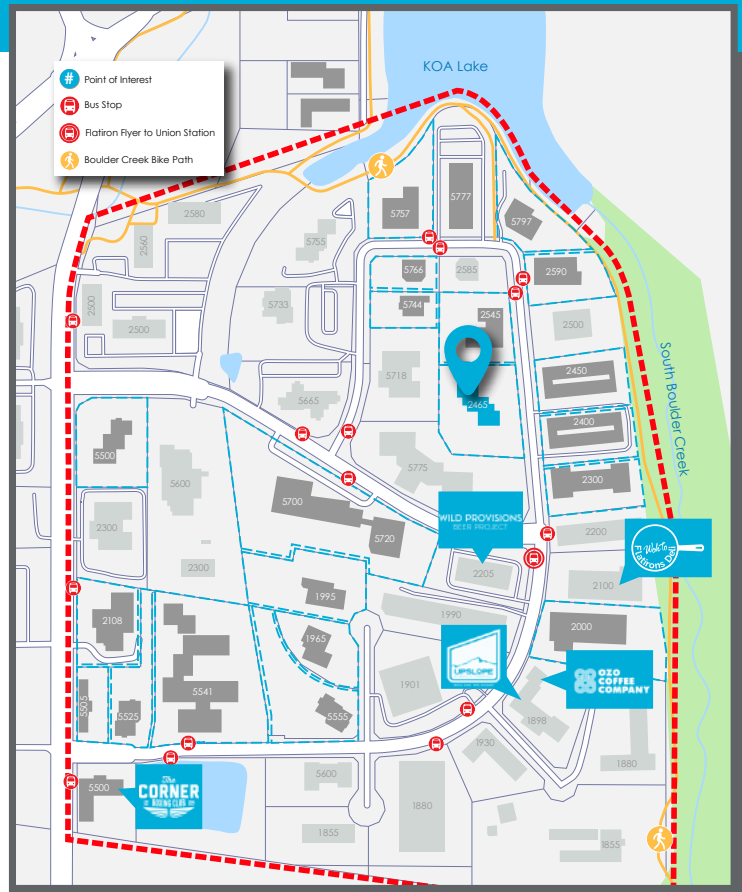 KOA Lake
#
Point of Interest
Bus Stop
Flatiron Flyer to Union Station
Boulder Creek Bike Path
5777
2580
5757
5797
5755
2560
5766
2585
2590
2500
5733
5744
2545
2500
2500
South Boulder Creek
5718
2450
5665
2465
2400
5500
5600
5775
2300
5700
WILD PROVISIONS
BEER PROJECT
2300
5720
2200
Wok to
Flatirons Deli
2300
2205
2100
1995
2108
1990
2000
1965
UPSLOPE
OZO
COFFEE
COMPANY
5541
1901
5505
5525
5555
1898
1930
1880
5600
5500
The
CORNER
BOXING CLUB
1880
1855
1855